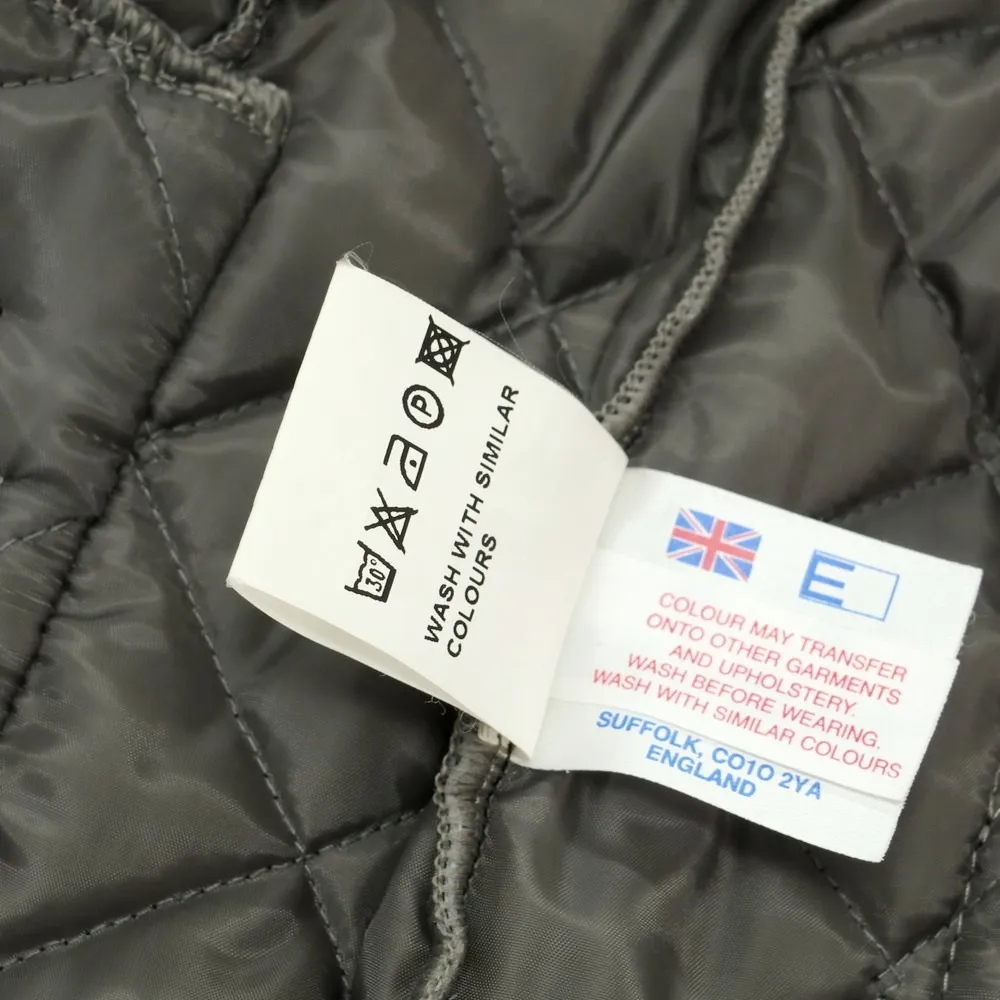 30°
P
WASH WITH SIMILAR
COLOURS
E
COLOUR MAY TRANSFER
ONTO OTHER GARMENTS
AND UPHOLSTERY.
WASH BEFORE WEARING.
WASH WITH SIMILAR COLOURS
SUFFOLK, CO10 2YA
ENGLAND